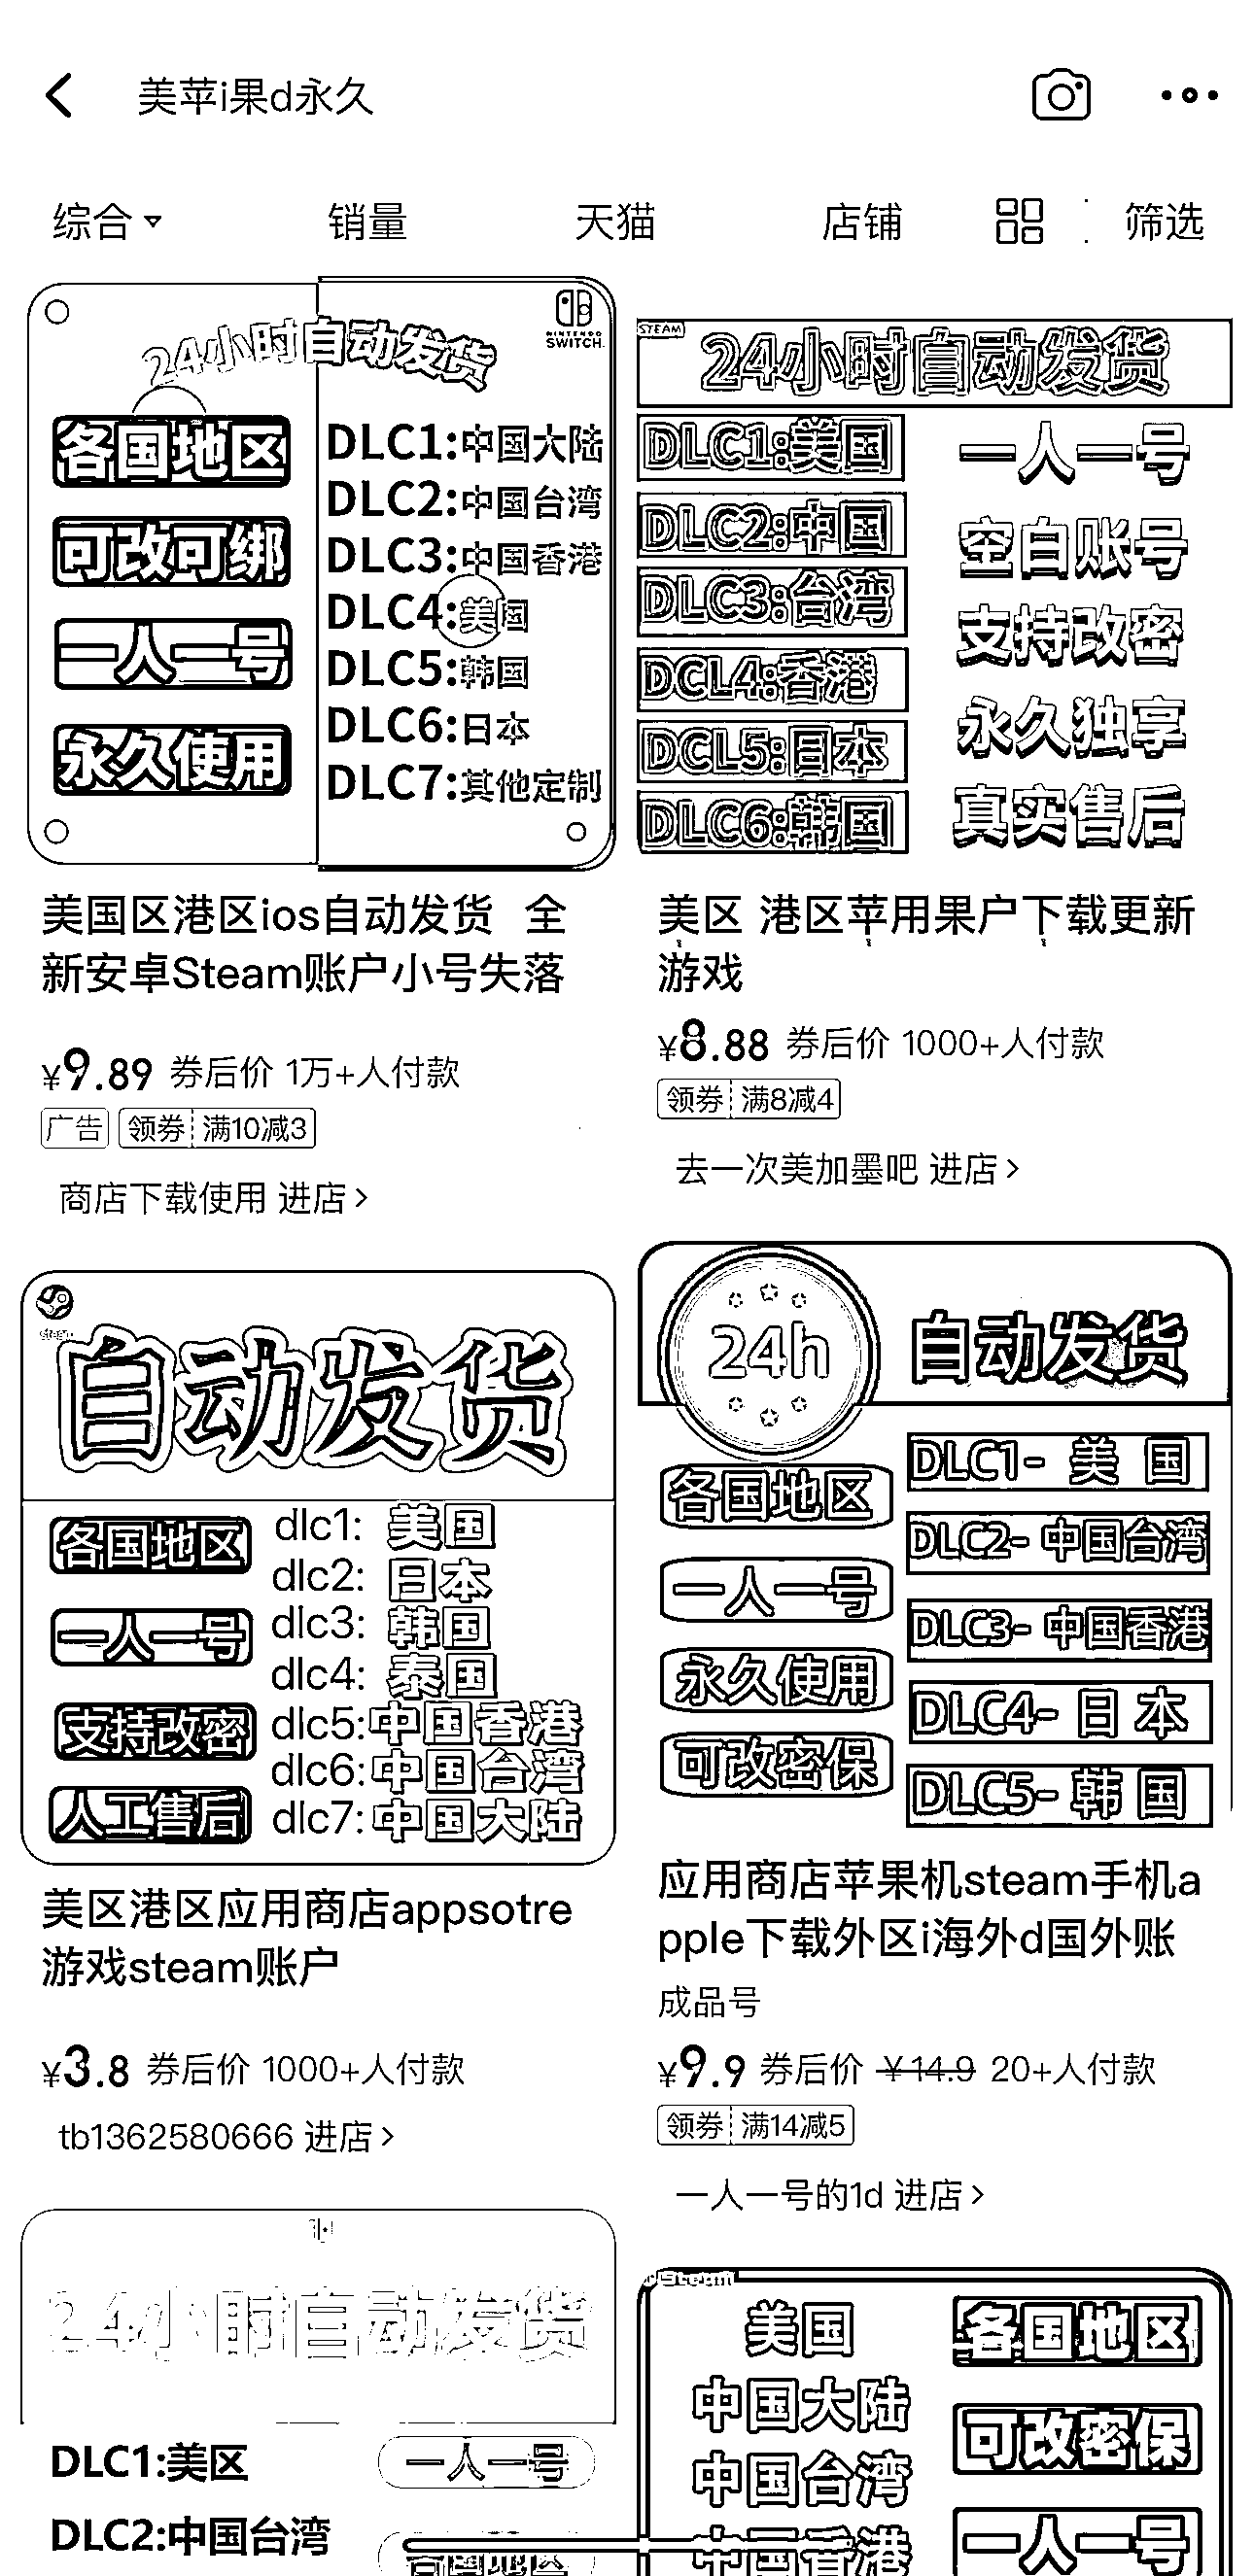 美苹i果d永久
综合
销量
天猫
店铺
筛选
NINTENDO
SWITCH
24小时自动发货
各国地区
可改可绑
一人一号
永久使用
DLC1:中国大陆
DLC2:中国台湾
DLC3:中国香港
DLC4:美国
DLC5:韩国
DLC6:日本
DLC7:其他定制
美国区港区ios自动发货 全
新安卓Steam账户小号失落
¥9.89 券后价 1万+人付款
广告 领券 满10减3
商店下载使用 进店>
STEAM
24小时自动发货
DLC1:美国
DLC2:中国
DLC3:台湾
DCL4:香港
DCL5:日本
DLC6:韩国
一人一号
空白账号
支持改密
永久独享
真实售后
美区 港区苹用果户下载更新
游戏
¥8.88 券后价 1000+人付款
领券 满8减4
去一次美加墨吧 进店>
自动发货
各国地区
一人一号
支持改密
人工售后
dlc1: 美国
dlc2: 日本
dlc3: 韩国
dlc4: 泰国
dlc5:中国香港
dlc6:中国台湾
dlc7:中国大陆
美区港区应用商店appsotre
游戏steam账户
¥3.8 券后价 1000+人付款
tb1362580666 进店>
24h
自动发货
各国地区
一人一号
永久使用
可改密保
DLC1- 美 国
DLC2- 中国台湾
DLC3- 中国香港
DLC4- 日 本
DLC5- 韩 国
应用商店苹果机steam手机a
pple下载外区i海外d国外账
成品号
¥9.9 券后价 ¥14.9 20+人付款
领券 满14减5
一人一号的1d 进店>
24小时自动发货
DLC1:美区
DLC2:中国台湾
一人一号
Steam
美国
中国大陆
中国台湾
中国香港
各国地区
可改密保
一人一号